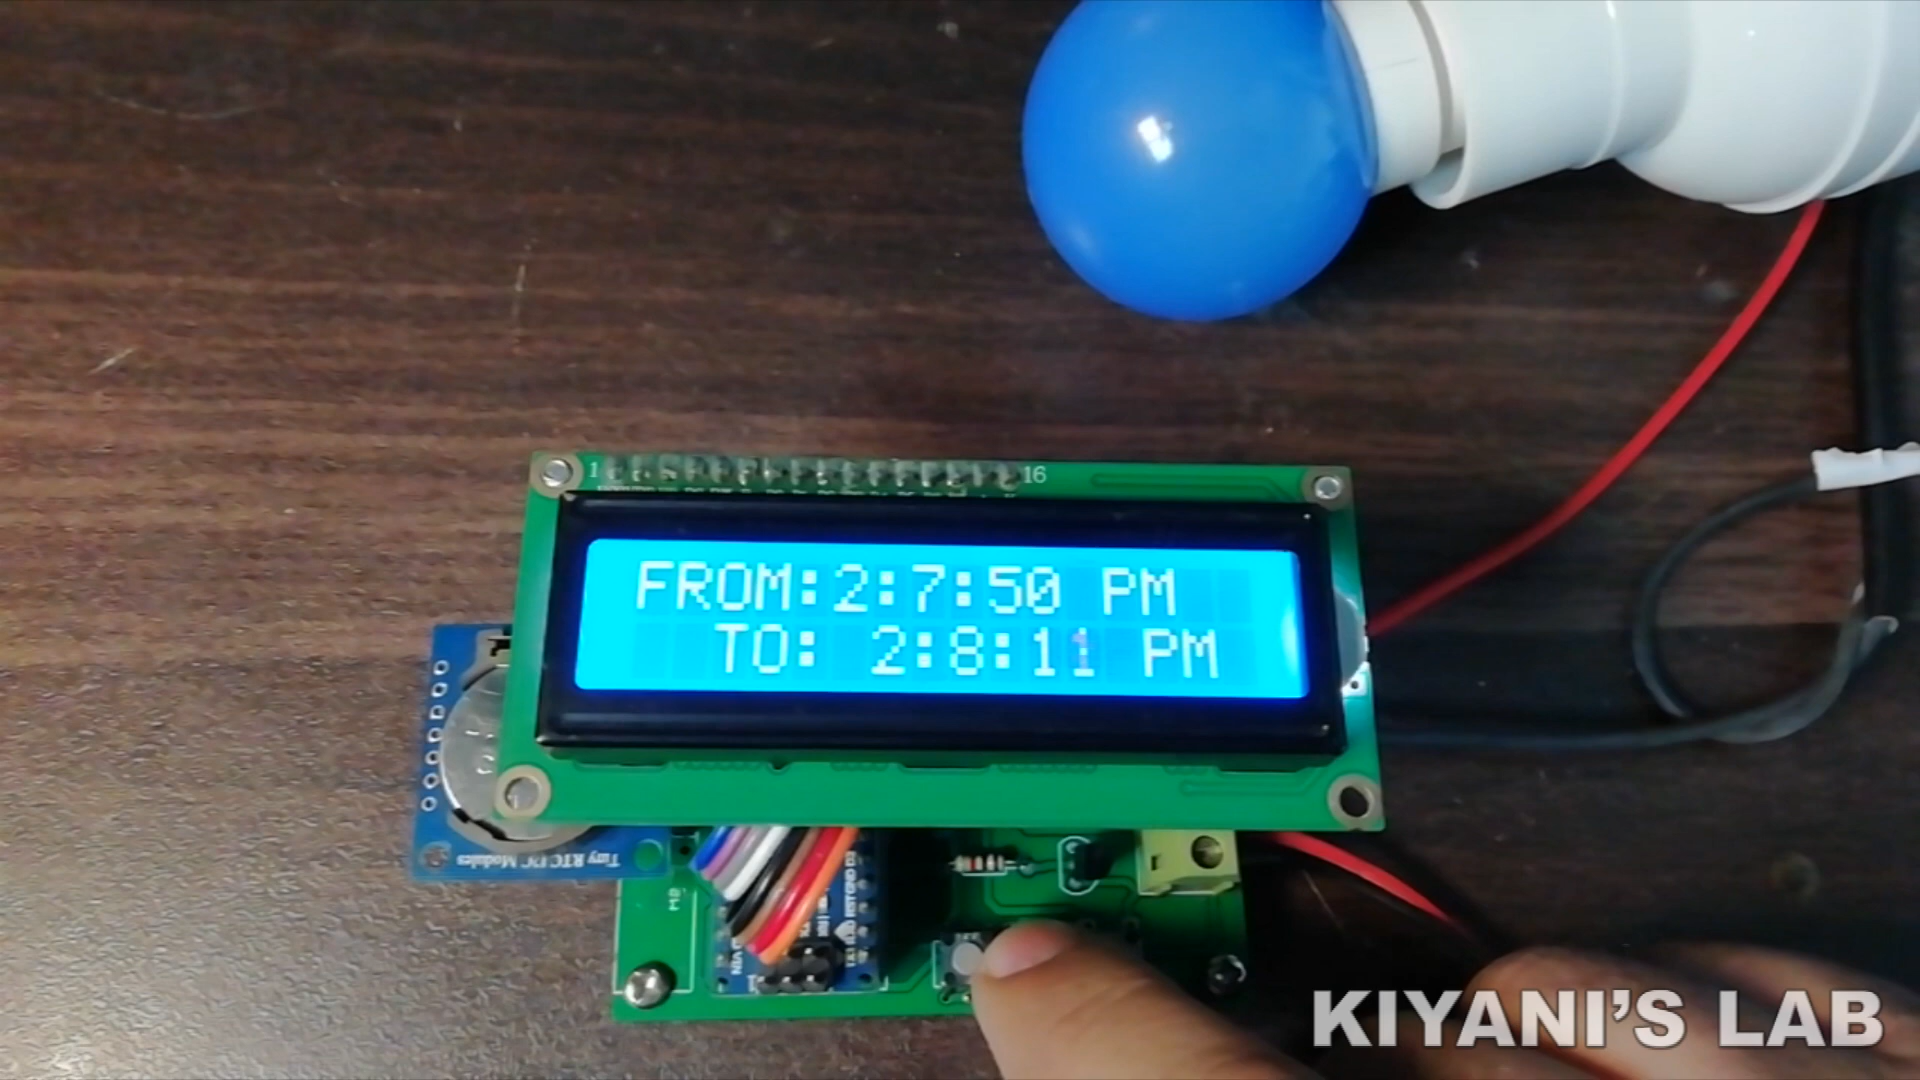 1 16
FROM:2:7:50 PM
TO: 2:8:11 PM
Tiny RTC I2C Modules
KIYANI'S LAB